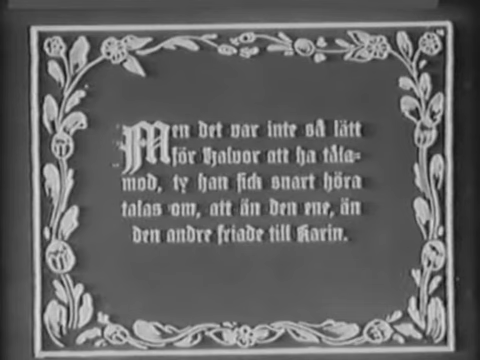 Men det var inte så lätt
för Halvor att ha tåla-
mod, ty han fick snart höra
talas om, att än den ene, än
den andre friade till Karin.